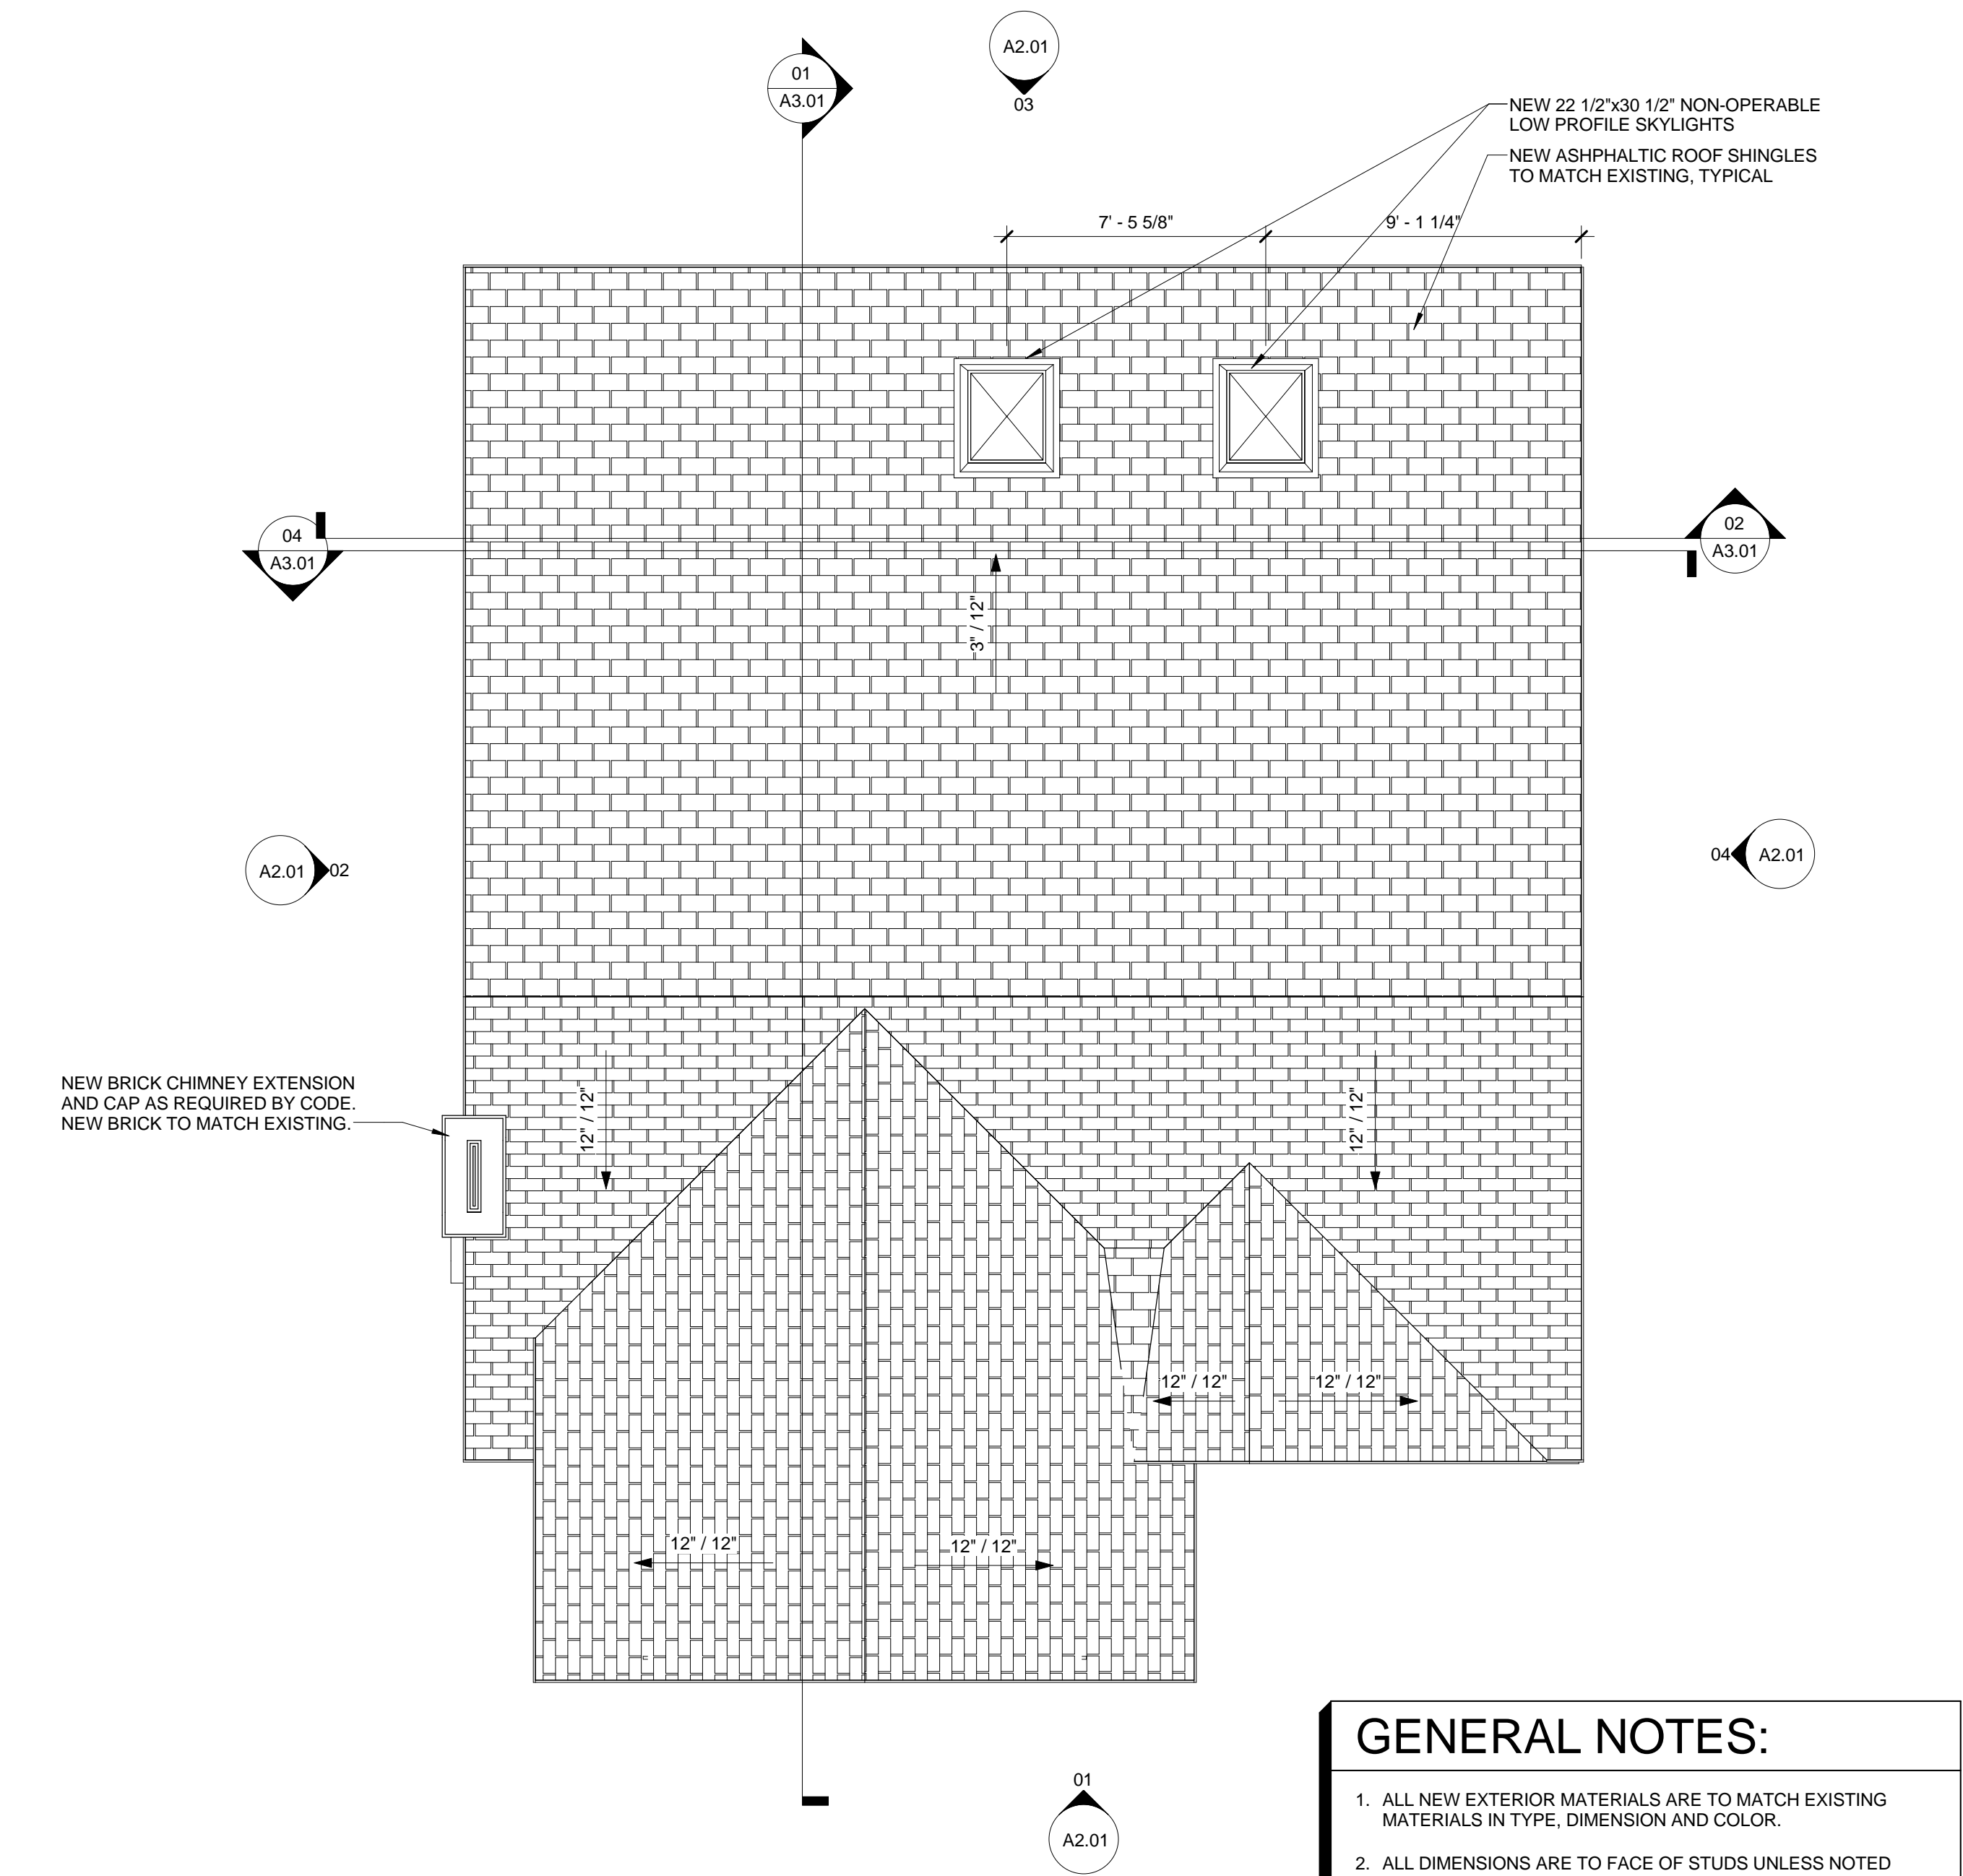 A2.01
03
01
A3.01
NEW 22 1/2"x30 1/2" NON-OPERABLE
LOW PROFILE SKYLIGHTS
NEW ASHPHALTIC ROOF SHINGLES
TO MATCH EXISTING, TYPICAL
7' - 5 5/8"
9' - 1 1/4"
04
A3.01
02
A3.01
3" / 12"
A2.01
02
04
A2.01
NEW BRICK CHIMNEY EXTENSION
AND CAP AS REQUIRED BY CODE.
NEW BRICK TO MATCH EXISTING.
12" / 12"
12" / 12"
12" / 12"
12" / 12"
12" / 12"
12" / 12"
01
A2.01
GENERAL NOTES:
1. ALL NEW EXTERIOR MATERIALS ARE TO MATCH EXISTING
MATERIALS IN TYPE, DIMENSION AND COLOR.
2. ALL DIMENSIONS ARE TO FACE OF STUDS UNLESS NOTED